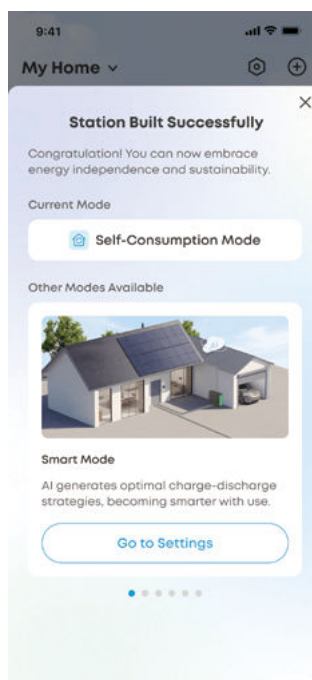 9:41
My Home
Station Built Successfully
Congratulation! You can now embrace
energy independence and sustainability.
Current Mode
Self-Consumption Mode
Other Modes Available
AI
Smart Mode
AI generates optimal charge-discharge
strategies, becoming smarter with use.
Go to Settings